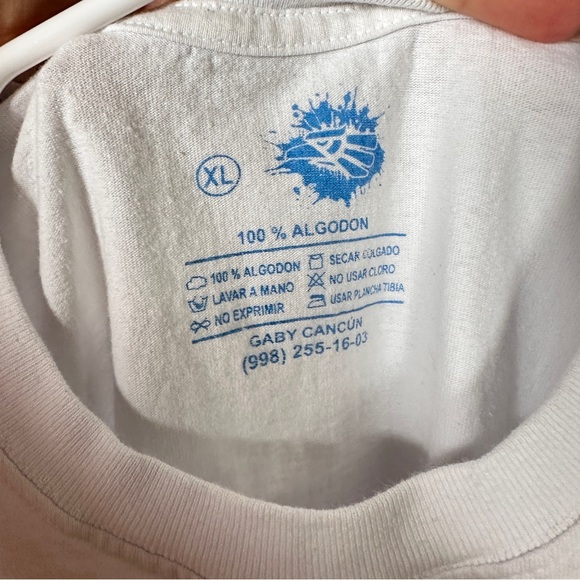 XL
100 % ALGODON
100 % ALGODON SECAR COLGADO
LAVAR A MANO NO USAR CLORO
NO EXPRIMIR USAR PLANCHA TIBIA
GABY CANCÚN
(998) 255-16-03